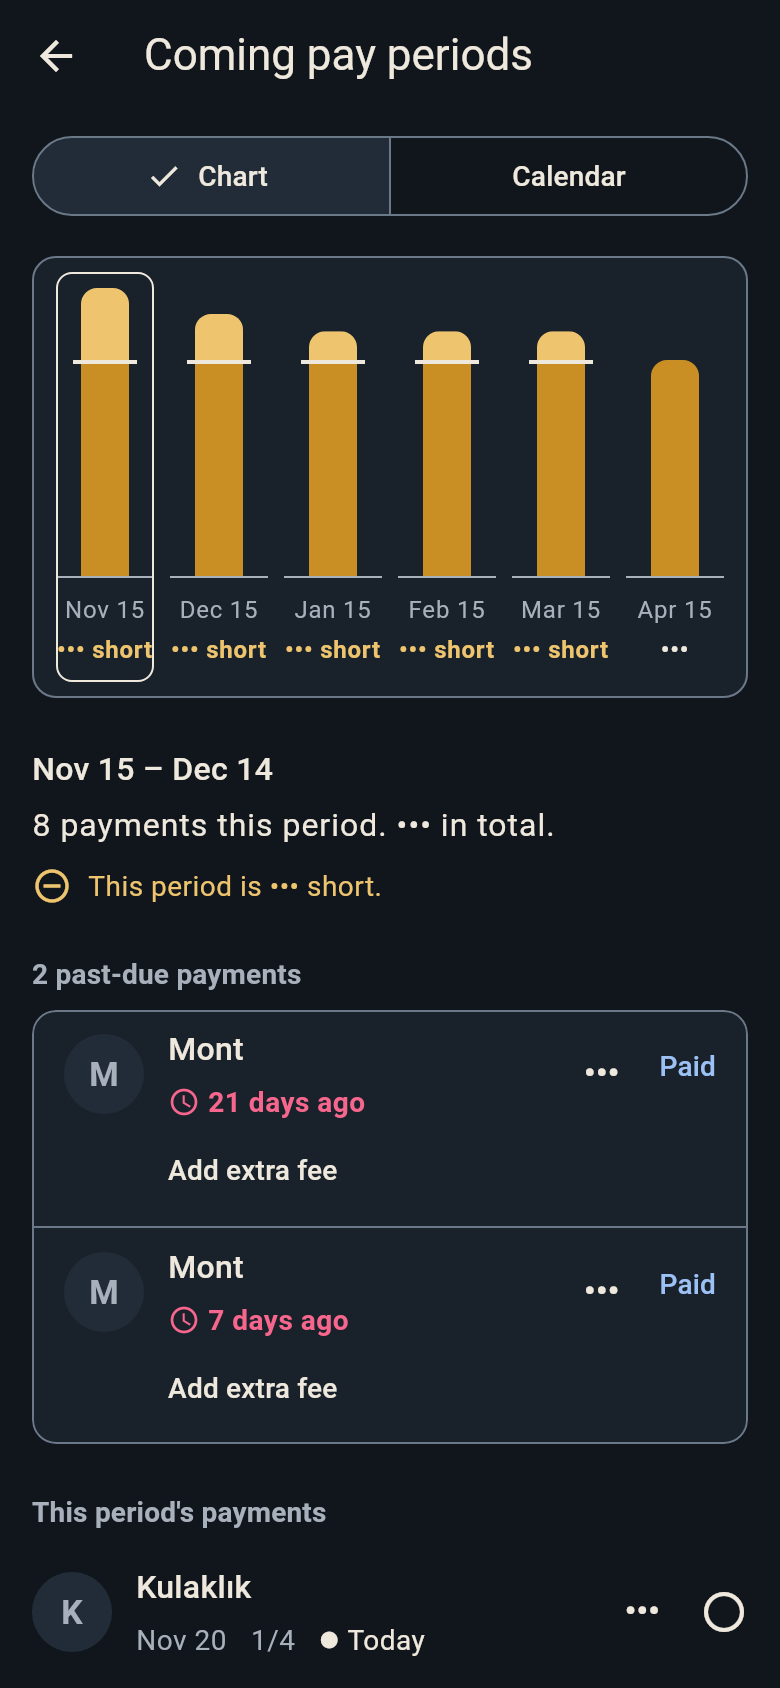 Coming pay periods
Chart
Calendar
Nov 15
Dec 15
Jan 15
Feb 15
Mar 15
Apr 15
••• short
••• short
••• short
••• short
••• short
•••
Nov 15 – Dec 14
8 payments this period. ••• in total.
This period is ••• short.
2 past-due payments
M
Mont
••• Paid
21 days ago
Add extra fee
M
Mont
••• Paid
7 days ago
Add extra fee
This period's payments
K
Kulaklık
•••
Nov 20 1/4 ● Today